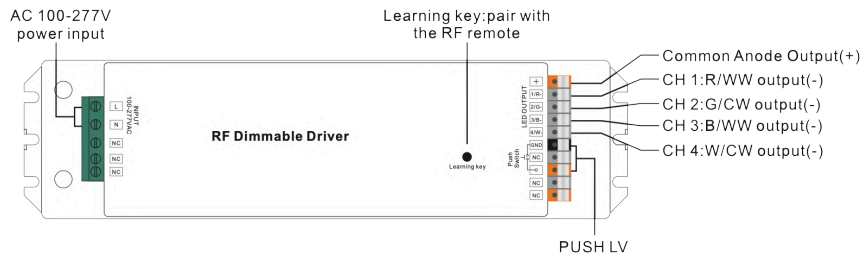 AC 100-277V
power input
Learning key:pair with
the RF remote
Common Anode Output(+)
CH 1:R/WW output(-)
CH 2:G/CW output(-)
CH 3:B/WW output(-)
CH 4:W/CW output(-)
L
N
NC
NC
NC
INPUT
100-277VAC
RF Dimmable Driver
Learning key
LED OUTPUT
+
1/R-
2/G-
3/B-
4/W-
GND
NC
NC
NC
Push
Switch
PUSH LV